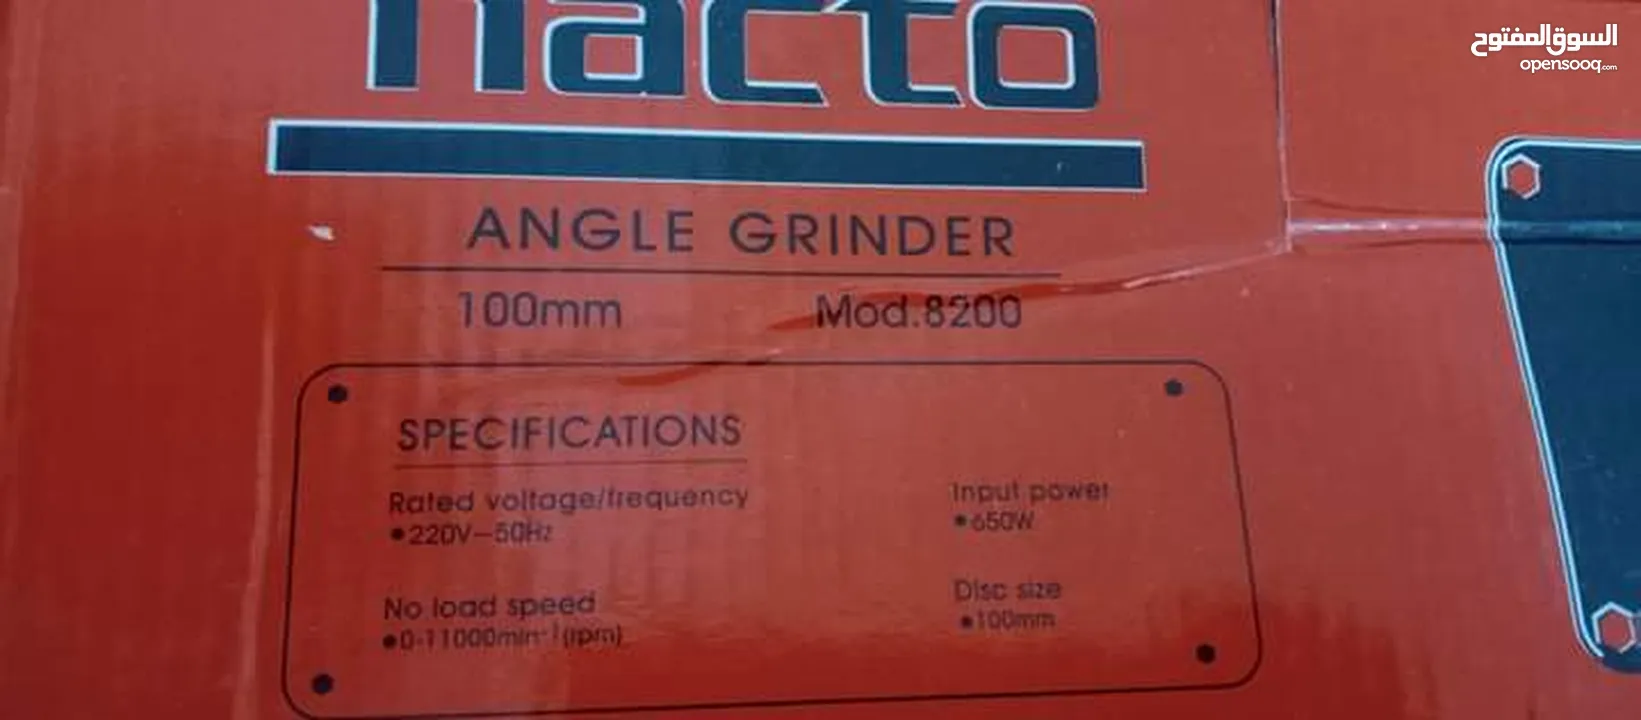 السوق المفتوح
opensooq.com
nacto
ANGLE GRINDER
100mm Mod.8200
SPECIFICATIONS
Rated voltage/frequency
•220V—50Hz
Input power
•650W
No load speed
•0-11000min⁻¹(rpm)
Disc size
•100mm